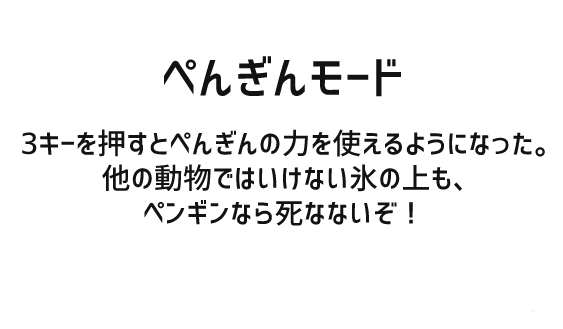 ぺんぎんモード
3キーを押すとぺんぎんの力を使えるようになった。
他の動物ではいけない氷の上も、
ペンギンなら死なないぞ！